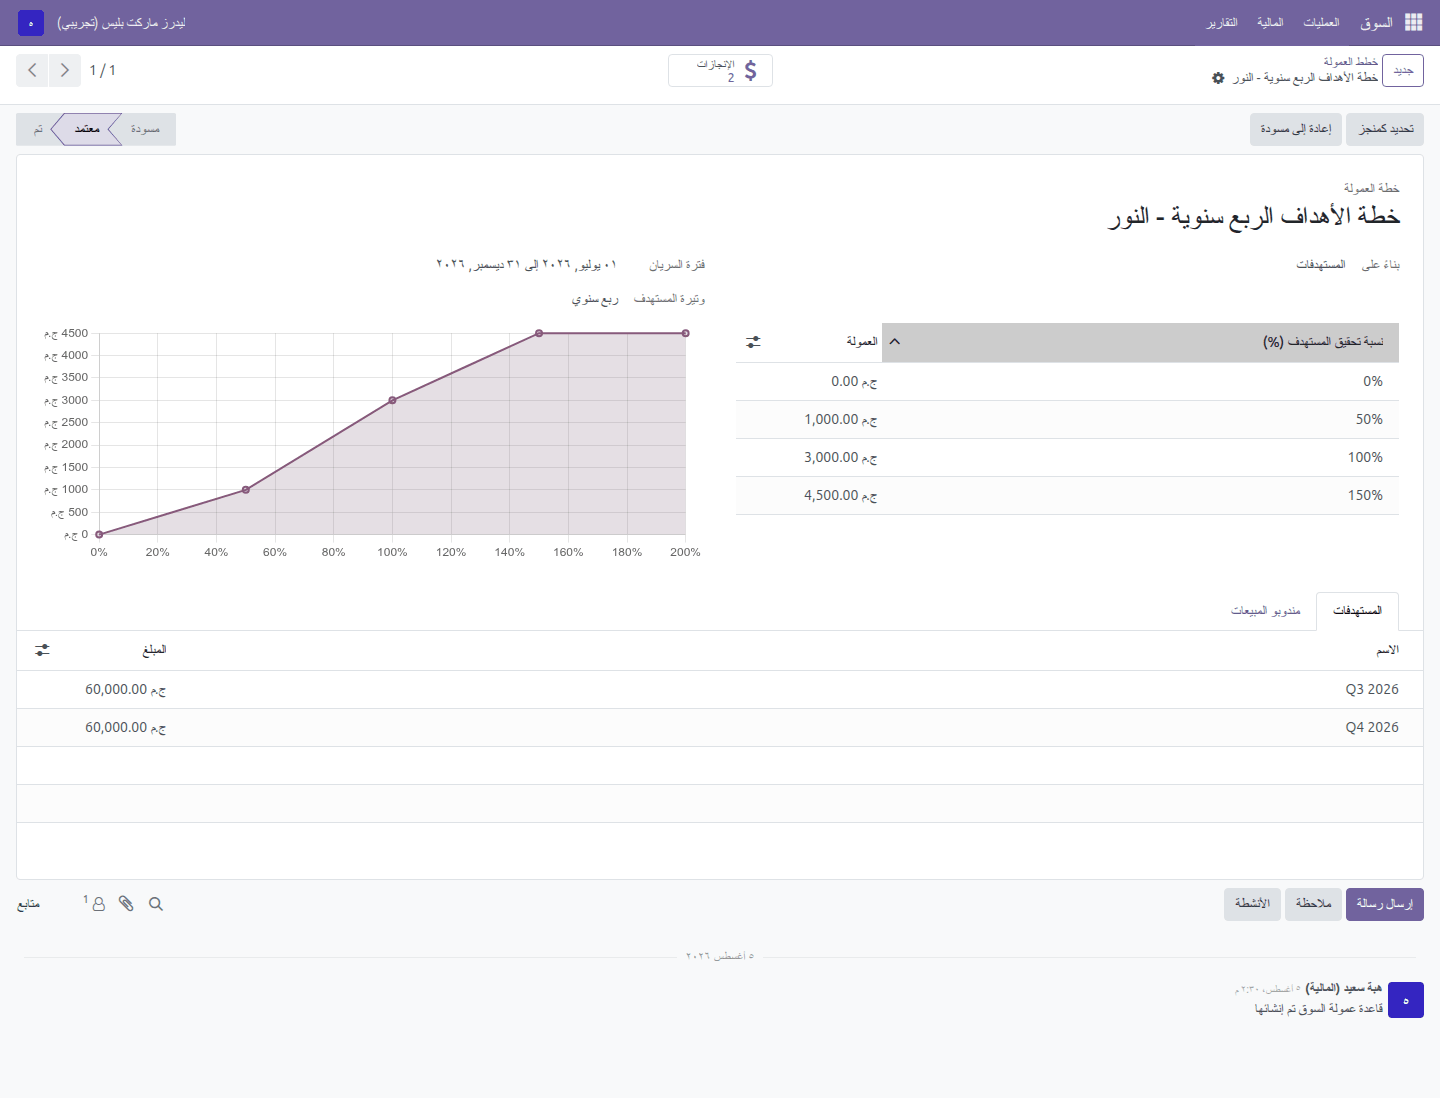 السوق العمليات المالية التقارير
ليدرز ماركت بليس (تجريبي) ه
جديد
خطط العمولة
خطة الأهداف الربع سنوية - النور
الإنجازات
2
1 / 1
تحديد كمنجز إعادة إلى مسودة
مسودة معتمد تم
خطة العمولة
خطة الأهداف الربع سنوية - النور
بناءً على المستهدفات
فترة السريان ٠١ يوليو, ٢٠٢٦ إلى ٣١ ديسمبر, ٢٠٢٦
وتيرة المستهدف ربع سنوي
نسبة تحقيق المستهدف (%) العمولة
0% 0.00 ج.م
50% 1,000.00 ج.م
100% 3,000.00 ج.م
150% 4,500.00 ج.م
4500 ج.م
4000 ج.م
3500 ج.م
3000 ج.م
2500 ج.م
2000 ج.م
1500 ج.م
1000 ج.م
500 ج.م
0 ج.م
0% 20% 40% 60% 80% 100% 120% 140% 160% 180% 200%
المستهدفات مندوبو المبيعات
الاسم المبلغ
Q3 2026 60,000.00 ج.م
Q4 2026 60,000.00 ج.م
إرسال رسالة ملاحظة الأنشطة
1 متابع
٥ أغسطس ٢٠٢٦
ه
هبة سعيد (المالية) ٥ أغسطس، ٢:٣٠ م
قاعدة عمولة السوق تم إنشائها